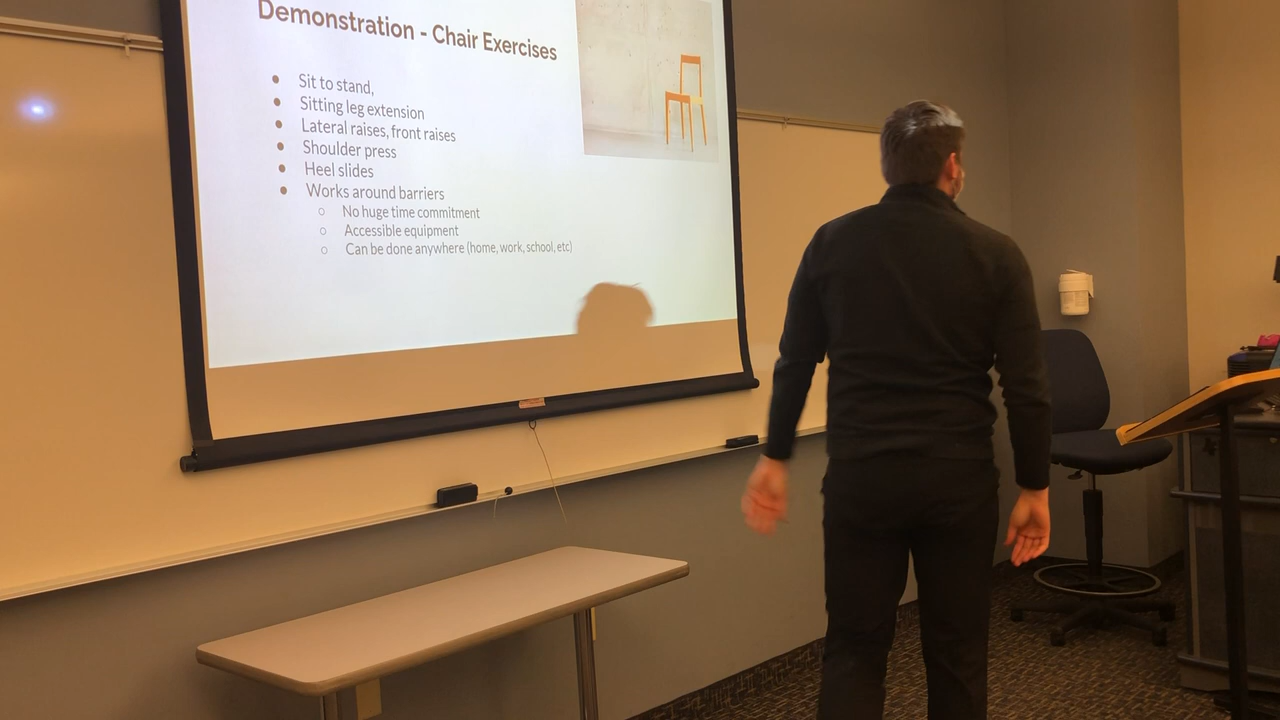 Demonstration - Chair Exercises
Sit to stand,
Sitting leg extension
Lateral raises, front raises
Shoulder press
Heel slides
Works around barriers
No huge time commitment
Accessible equipment
Can be done anywhere (home, work, school, etc)